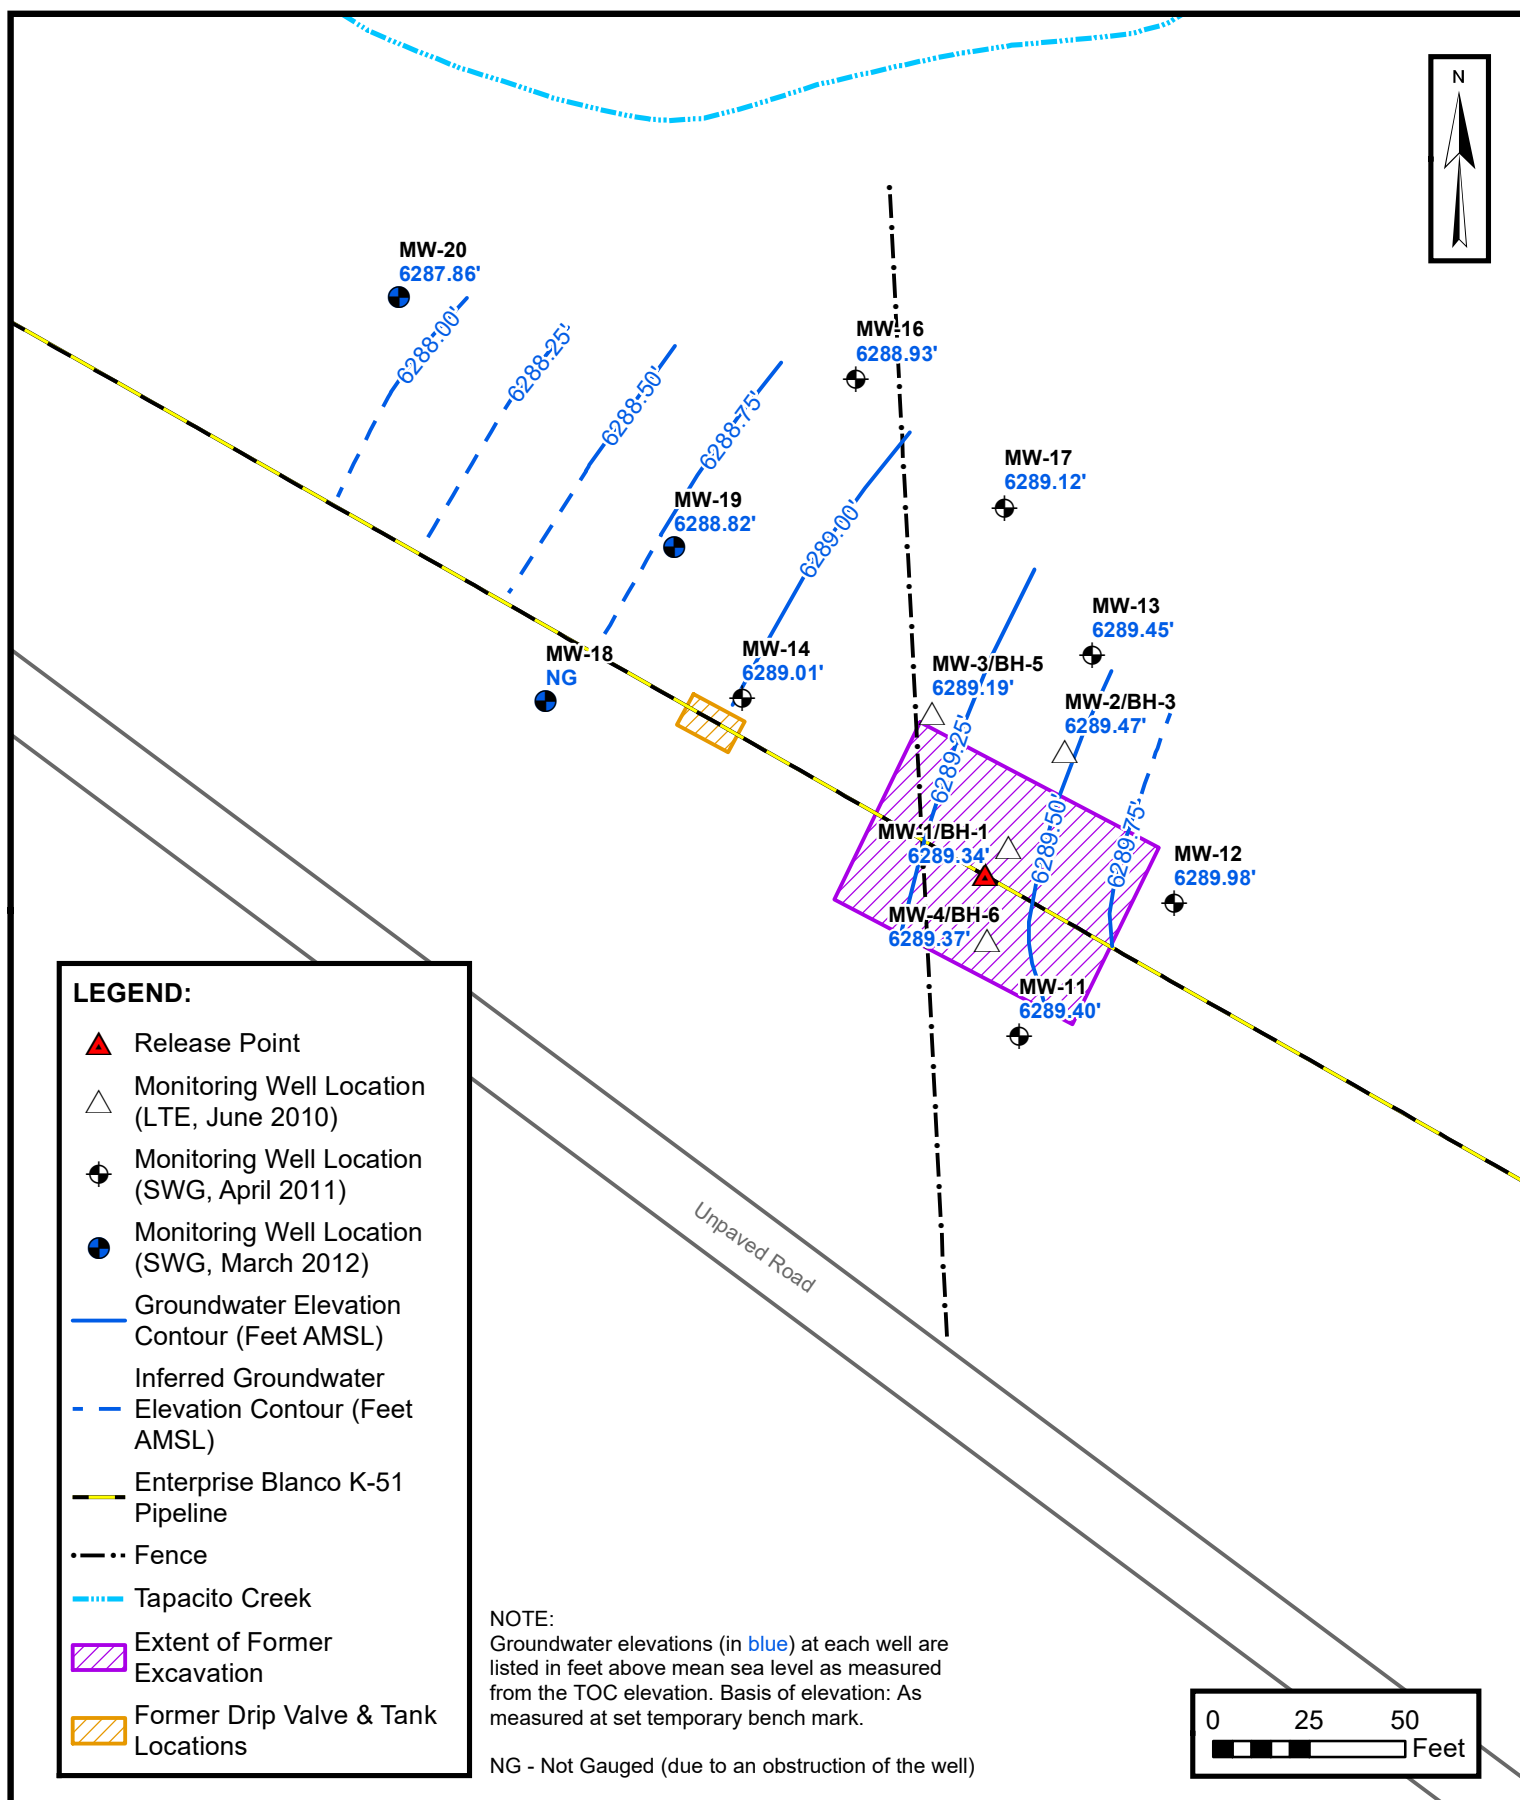 N
MW-20
6287.86'
6288.00'
6288.25'
6288.50'
6288.75'
MW-16
6288.93'
MW-17
6289.12'
MW-19
6288.82'
6289.00'
MW-13
6289.45'
MW-18
NG
MW-14
6289.01'
MW-3/BH-5
6289.19'
MW-2/BH-3
6289.47'
6289.25'
6289.50'
6289.75'
MW-1/BH-1
6289.34'
MW-12
6289.98'
MW-4/BH-6
6289.37'
MW-11
6289.40'
Unpaved Road
LEGEND:
Release Point
Monitoring Well Location
(LTE, June 2010)
Monitoring Well Location
(SWG, April 2011)
Monitoring Well Location
(SWG, March 2012)
Groundwater Elevation
Contour (Feet AMSL)
Inferred Groundwater
Elevation Contour (Feet
AMSL)
Enterprise Blanco K-51
Pipeline
Fence
Tapacito Creek
Extent of Former
Excavation
Former Drip Valve & Tank
Locations
NOTE:
Groundwater elevations (in blue) at each well are
listed in feet above mean sea level as measured
from the TOC elevation. Basis of elevation: As
measured at set temporary bench mark.
NG - Not Gauged (due to an obstruction of the well)
0 25 50
Feet